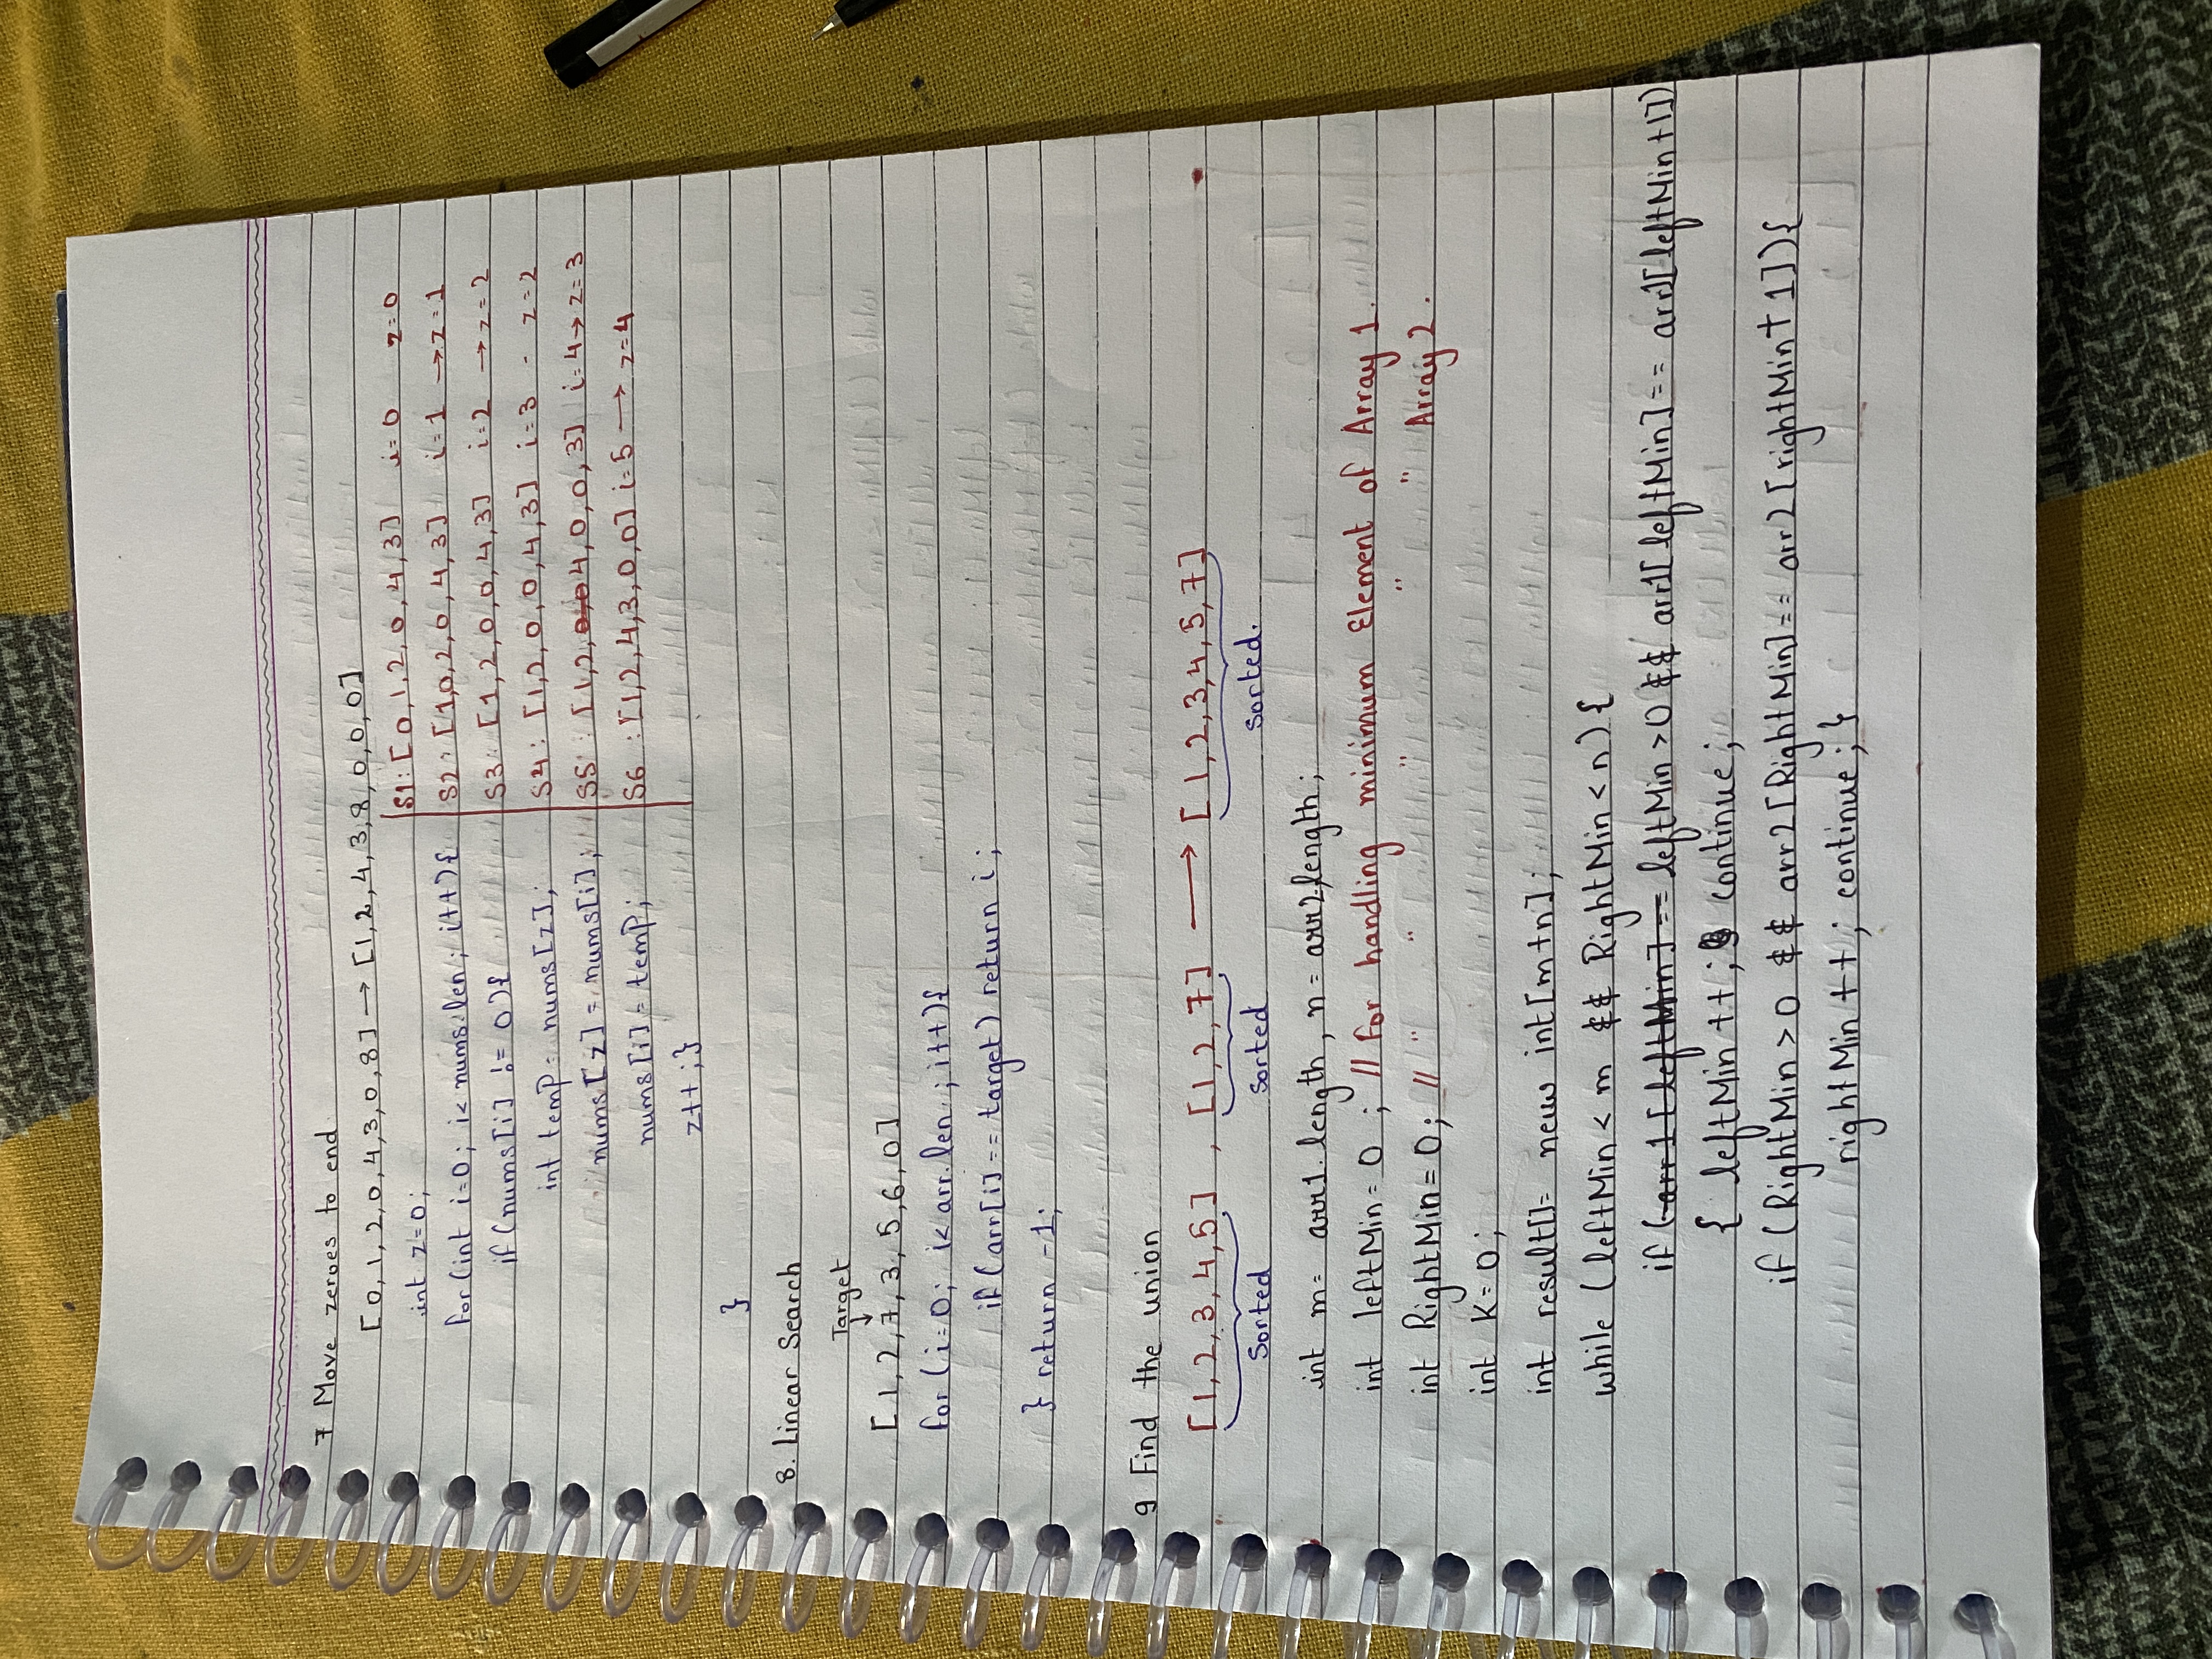 7 Move zeroes to end
[0, 1, 2, 0, 4, 3, 0, 8] → [1, 2, 4, 3, 8, 0, 0, 0]
int z=0;
for (int i=0; i< nums.len; i++){
if (nums[i] != 0){
int temp = nums[z];
nums[z] = nums[i];
nums[i] = temp;
z++;}
}
S1: [0,1,2,0,4,3] i=0 z=0
S2: [1,0,2,0,4,3] i=1 → z=1
S3: [1,2,0,0,4,3] i=2 → z=2
S4: [1,2,0,0,4,3] i=3 - z=2
S5: [1,2,0,0 4,0,0,3] i=4→ z=3
S6: [1,2,4,3,0,0] i=5 → z=4
8. Linear Search
Target
↓
[1, 2, 7, 3, 5, 6, 0]
for (i=0; i< arr.len; i++){
if (arr[i] == target) return i;
} return -1;
9 Find the union
[1, 2, 3, 4, 5] , [1, 2, 7] → [1, 2, 3, 4, 5, 7]
Sorted Sorted sorted.
int m= arr1.length, n= arr2.length;
int leftMin= 0; // For handling minimum Element of Array 1.
int RightMin= 0; // " " " " " Array 2.
int K= 0;
int result[]= new int[m+n];
while (leftMin < m && RightMin < n){
if (arr1[leftMin] == leftMin >0 && arr1[leftMin]== arr1[leftMin+1])
{ leftMin ++; continue;
if (RightMin > 0 && arr2[RightMin]== arr2[rightMin+1]){
rightMin ++; continue; }